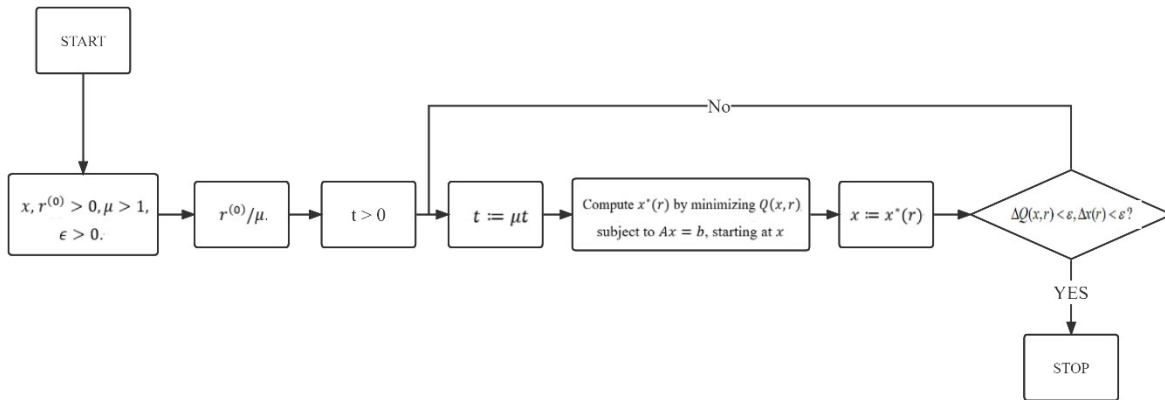 START
No
x, r⁽⁰⁾ > 0, μ > 1,
ϵ > 0.
r⁽⁰⁾/μ.
t > 0
t ≔ μt
Compute x*(r) by minimizing Q(x,r)
subject to Ax = b, starting at x
x ≔ x*(r)
ΔQ(x,r) < ε, Δx(r) < ε?
YES
STOP